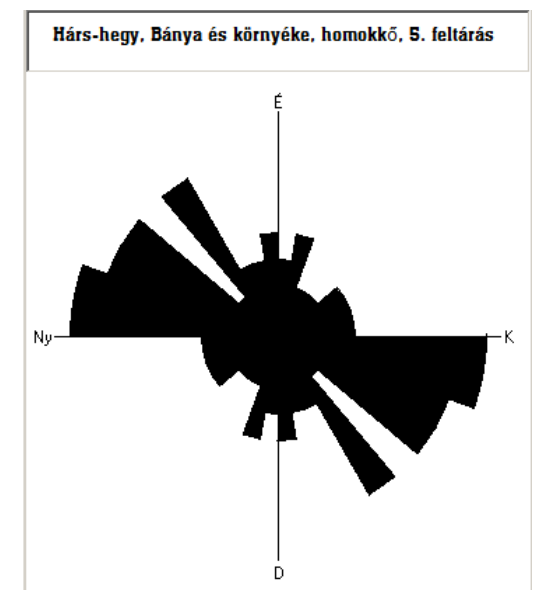 Hárs-hegy, Bánya és környéke, homokkő, 5. feltárás
É
Ny
K
D